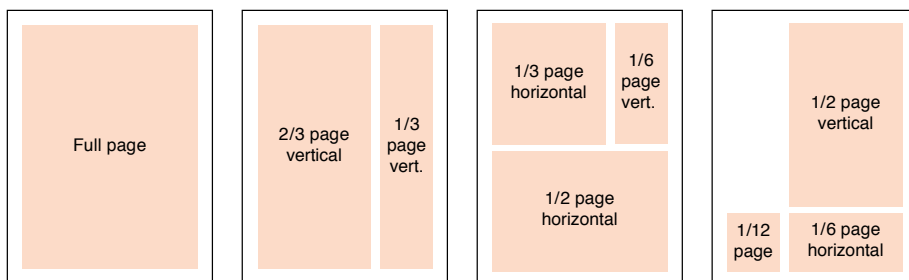 Full page
2/3 page
vertical
1/3
page
vert.
1/3 page
horizontal
1/6
page
vert.
1/2 page
horizontal
1/2 page
vertical
1/12
page
1/6 page
horizontal